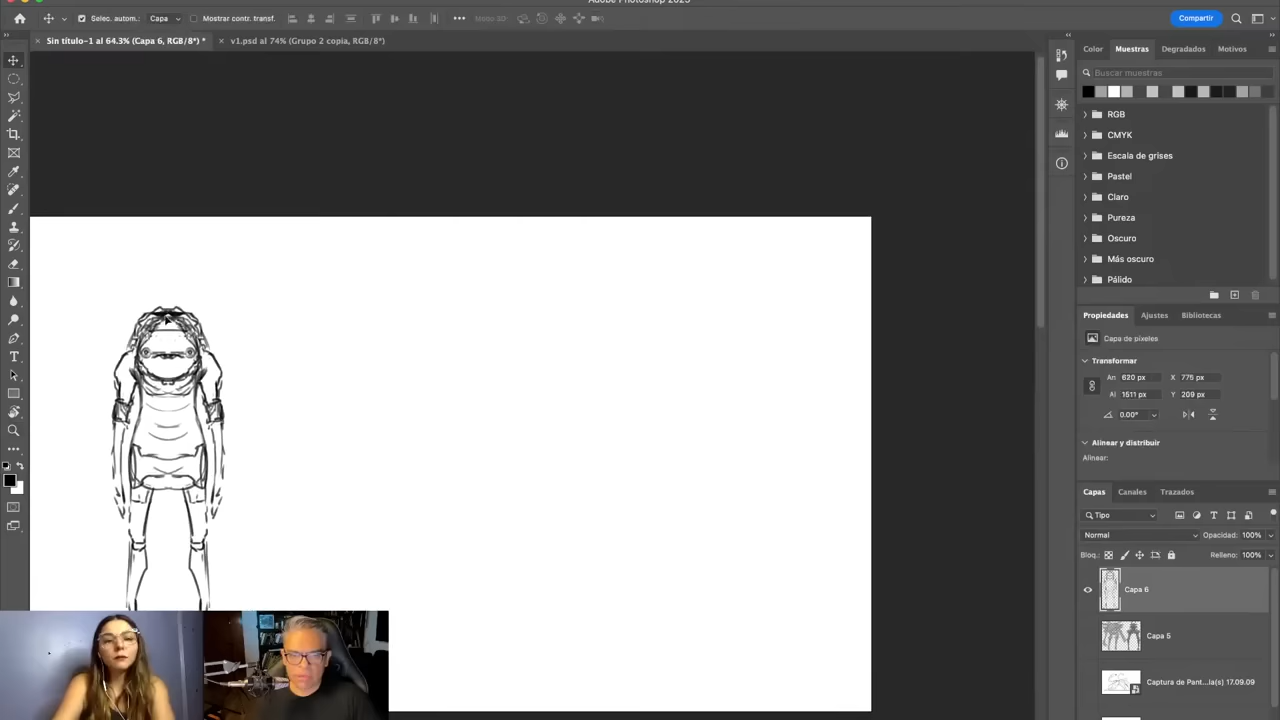 Adobe Photoshop 2025
Selec. autom.: Capa Mostrar contr. transf. Modo 3D: Compartir
Sin título-1 al 64.3% (Capa 6, RGB/8*) * v1.psd al 74% (Grupo 2 copia, RGB/8*)
Color Muestras Degradados Motivos
Buscar muestras
RGB
CMYK
Escala de grises
Pastel
Claro
Pureza
Oscuro
Más oscuro
Pálido
Propiedades Ajustes Bibliotecas
Capa de píxeles
Transformar
An 620 px X 775 px
Al 1511 px Y 209 px
0.00°
Alinear y distribuir
Alinear:
Capas Canales Trazados
Tipo
Normal Opacidad: 100%
Bloq.: Relleno: 100%
Capa 6
Capa 5
Captura de Pant...la(s) 17.09.09